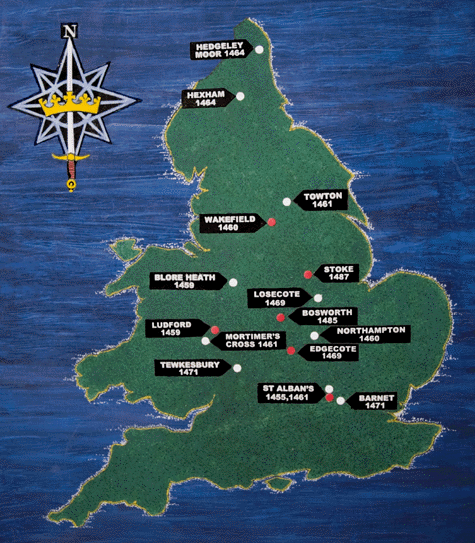 N
HEDGELEY
MOOR 1464
HEXHAM
1464
TOWTON
1461
WAKEFIELD
1460
STOKE
1487
BLORE HEATH
1459
LOSECOTE
1469
BOSWORTH
1485
LUDFORD
1459
NORTHAMPTON
1460
MORTIMER'S
CROSS 1461
EDGECOTE
1469
TEWKESBURY
1471
ST ALBAN'S
1455,1461
BARNET
1471